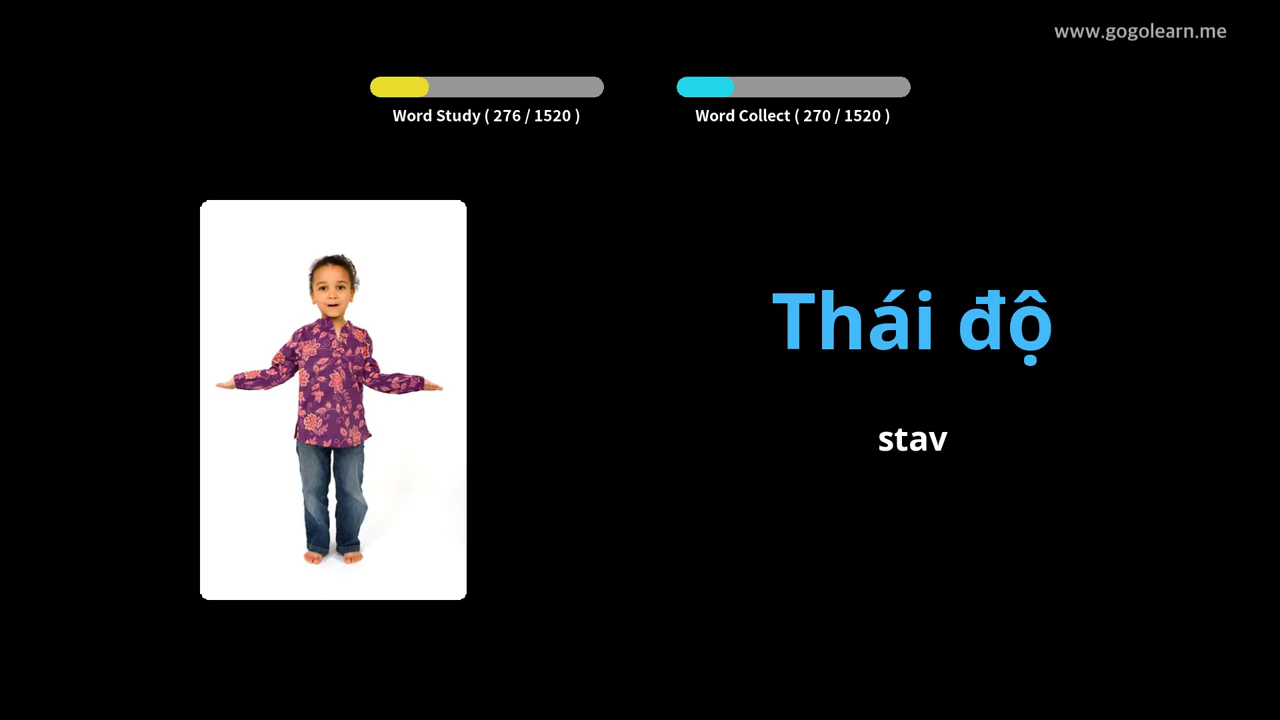 www.gogolearn.me
Word Study ( 276 / 1520 )
Word Collect ( 270 / 1520 )
Thái độ
stav